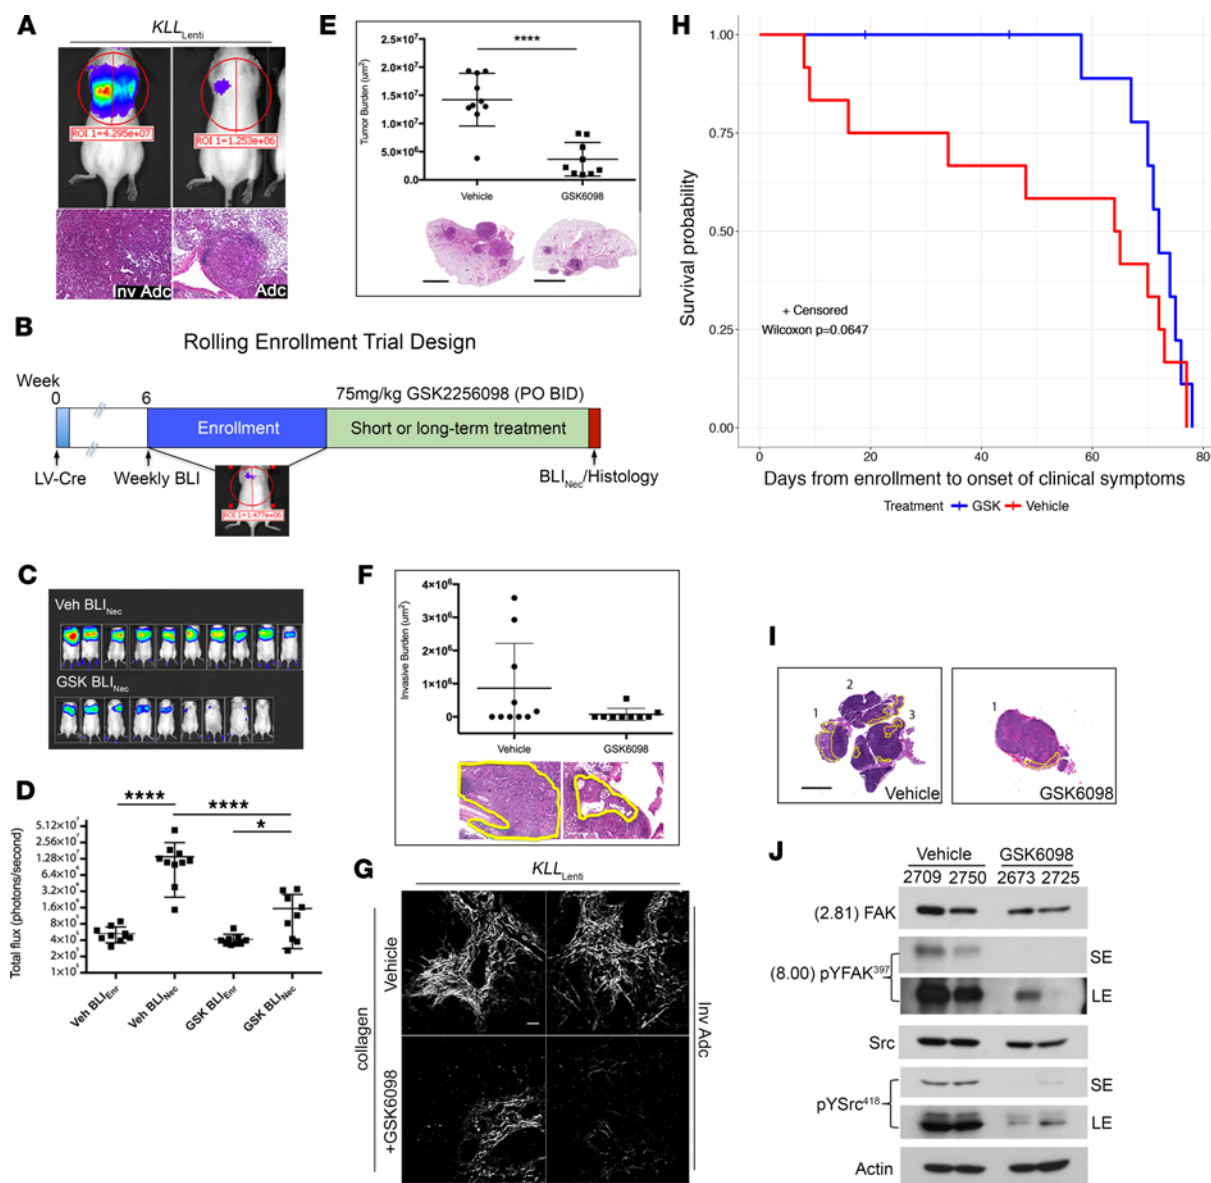 A
KLL Lenti
ROI 1=4.295e+07
ROI 1=1.253e+06
Inv Adc
Adc
B
Rolling Enrollment Trial Design
Week
0
6
75mg/kg GSK2256098 (PO BID)
Enrollment
Short or long-term treatment
LV-Cre
Weekly BLI
BLINec/Histology
ROI 1=1.477e+06
C
Veh BLINec
GSK BLINec
D
****
****
*
Total flux (photons/second)
5.12×10⁷
2.56×10⁷
1.28×10⁷
6.4×10⁶
3.2×10⁶
1.6×10⁶
8×10⁵
4×10⁵
2×10⁵
1×10⁵
Veh BLIEnr
Veh BLINec
GSK BLIEnr
GSK BLINec
E
****
Tumor Burden (um²)
2.5×10⁷
2.0×10⁷
1.5×10⁷
1.0×10⁷
5.0×10⁶
0.0
Vehicle
GSK6098
F
Invasive Burden (um²)
4×10⁶
3×10⁶
2×10⁶
1×10⁶
0
Vehicle
GSK6098
G
KLL Lenti
collagen
Vehicle
+GSK6098
Inv Adc
H
Survival probability
1.00
0.75
0.50
0.25
0.00
+ Censored
Wilcoxon p=0.0647
0
20
40
60
80
Days from enrollment to onset of clinical symptoms
Treatment GSK Vehicle
I
1
2
3
Vehicle
1
GSK6098
J
Vehicle GSK6098
2709 2750 2673 2725
(2.81) FAK
(8.00) pYFAK³⁹⁷
SE
LE
Src
pYSrc⁴¹⁸
SE
LE
Actin